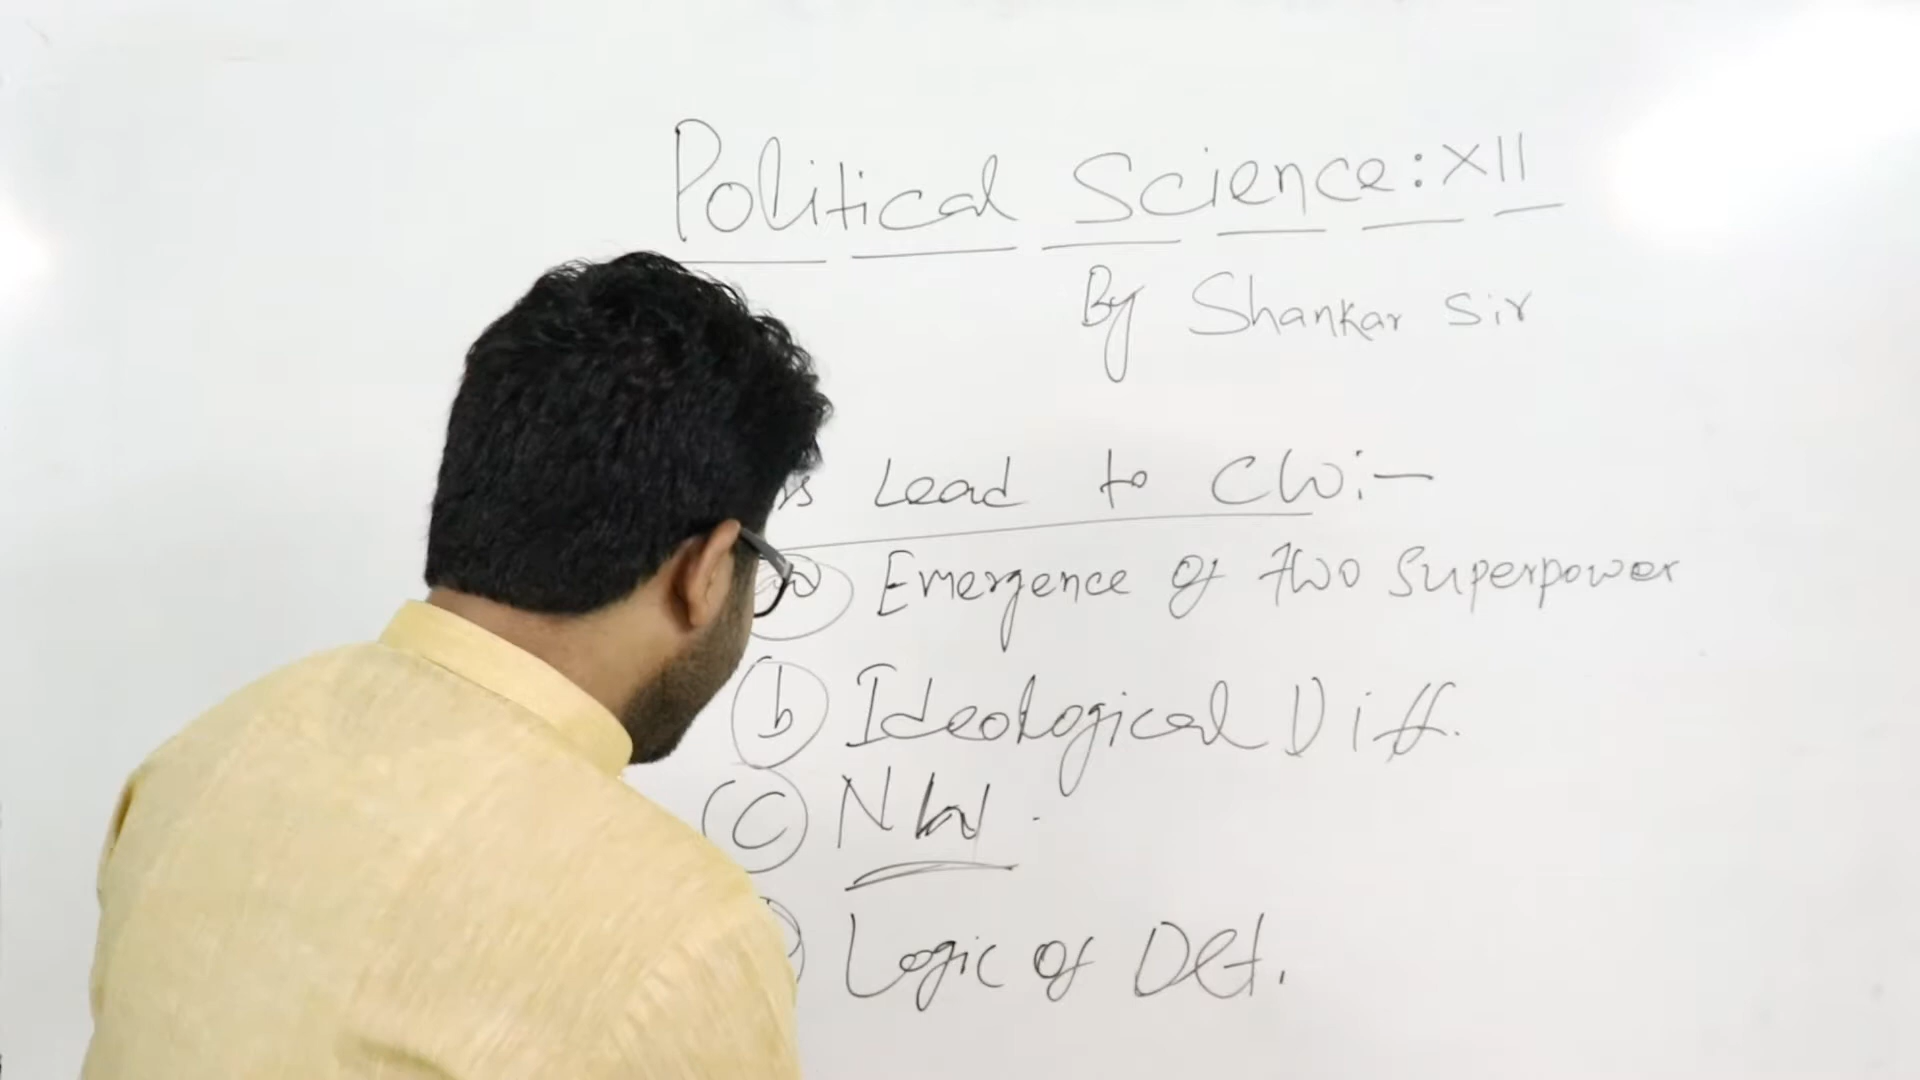 Political Science: XII
By Shankar Sir
Lead to CW:-
a Emergence of two Superpower
b Ideological Diff.
c NW.
Logic of Det.